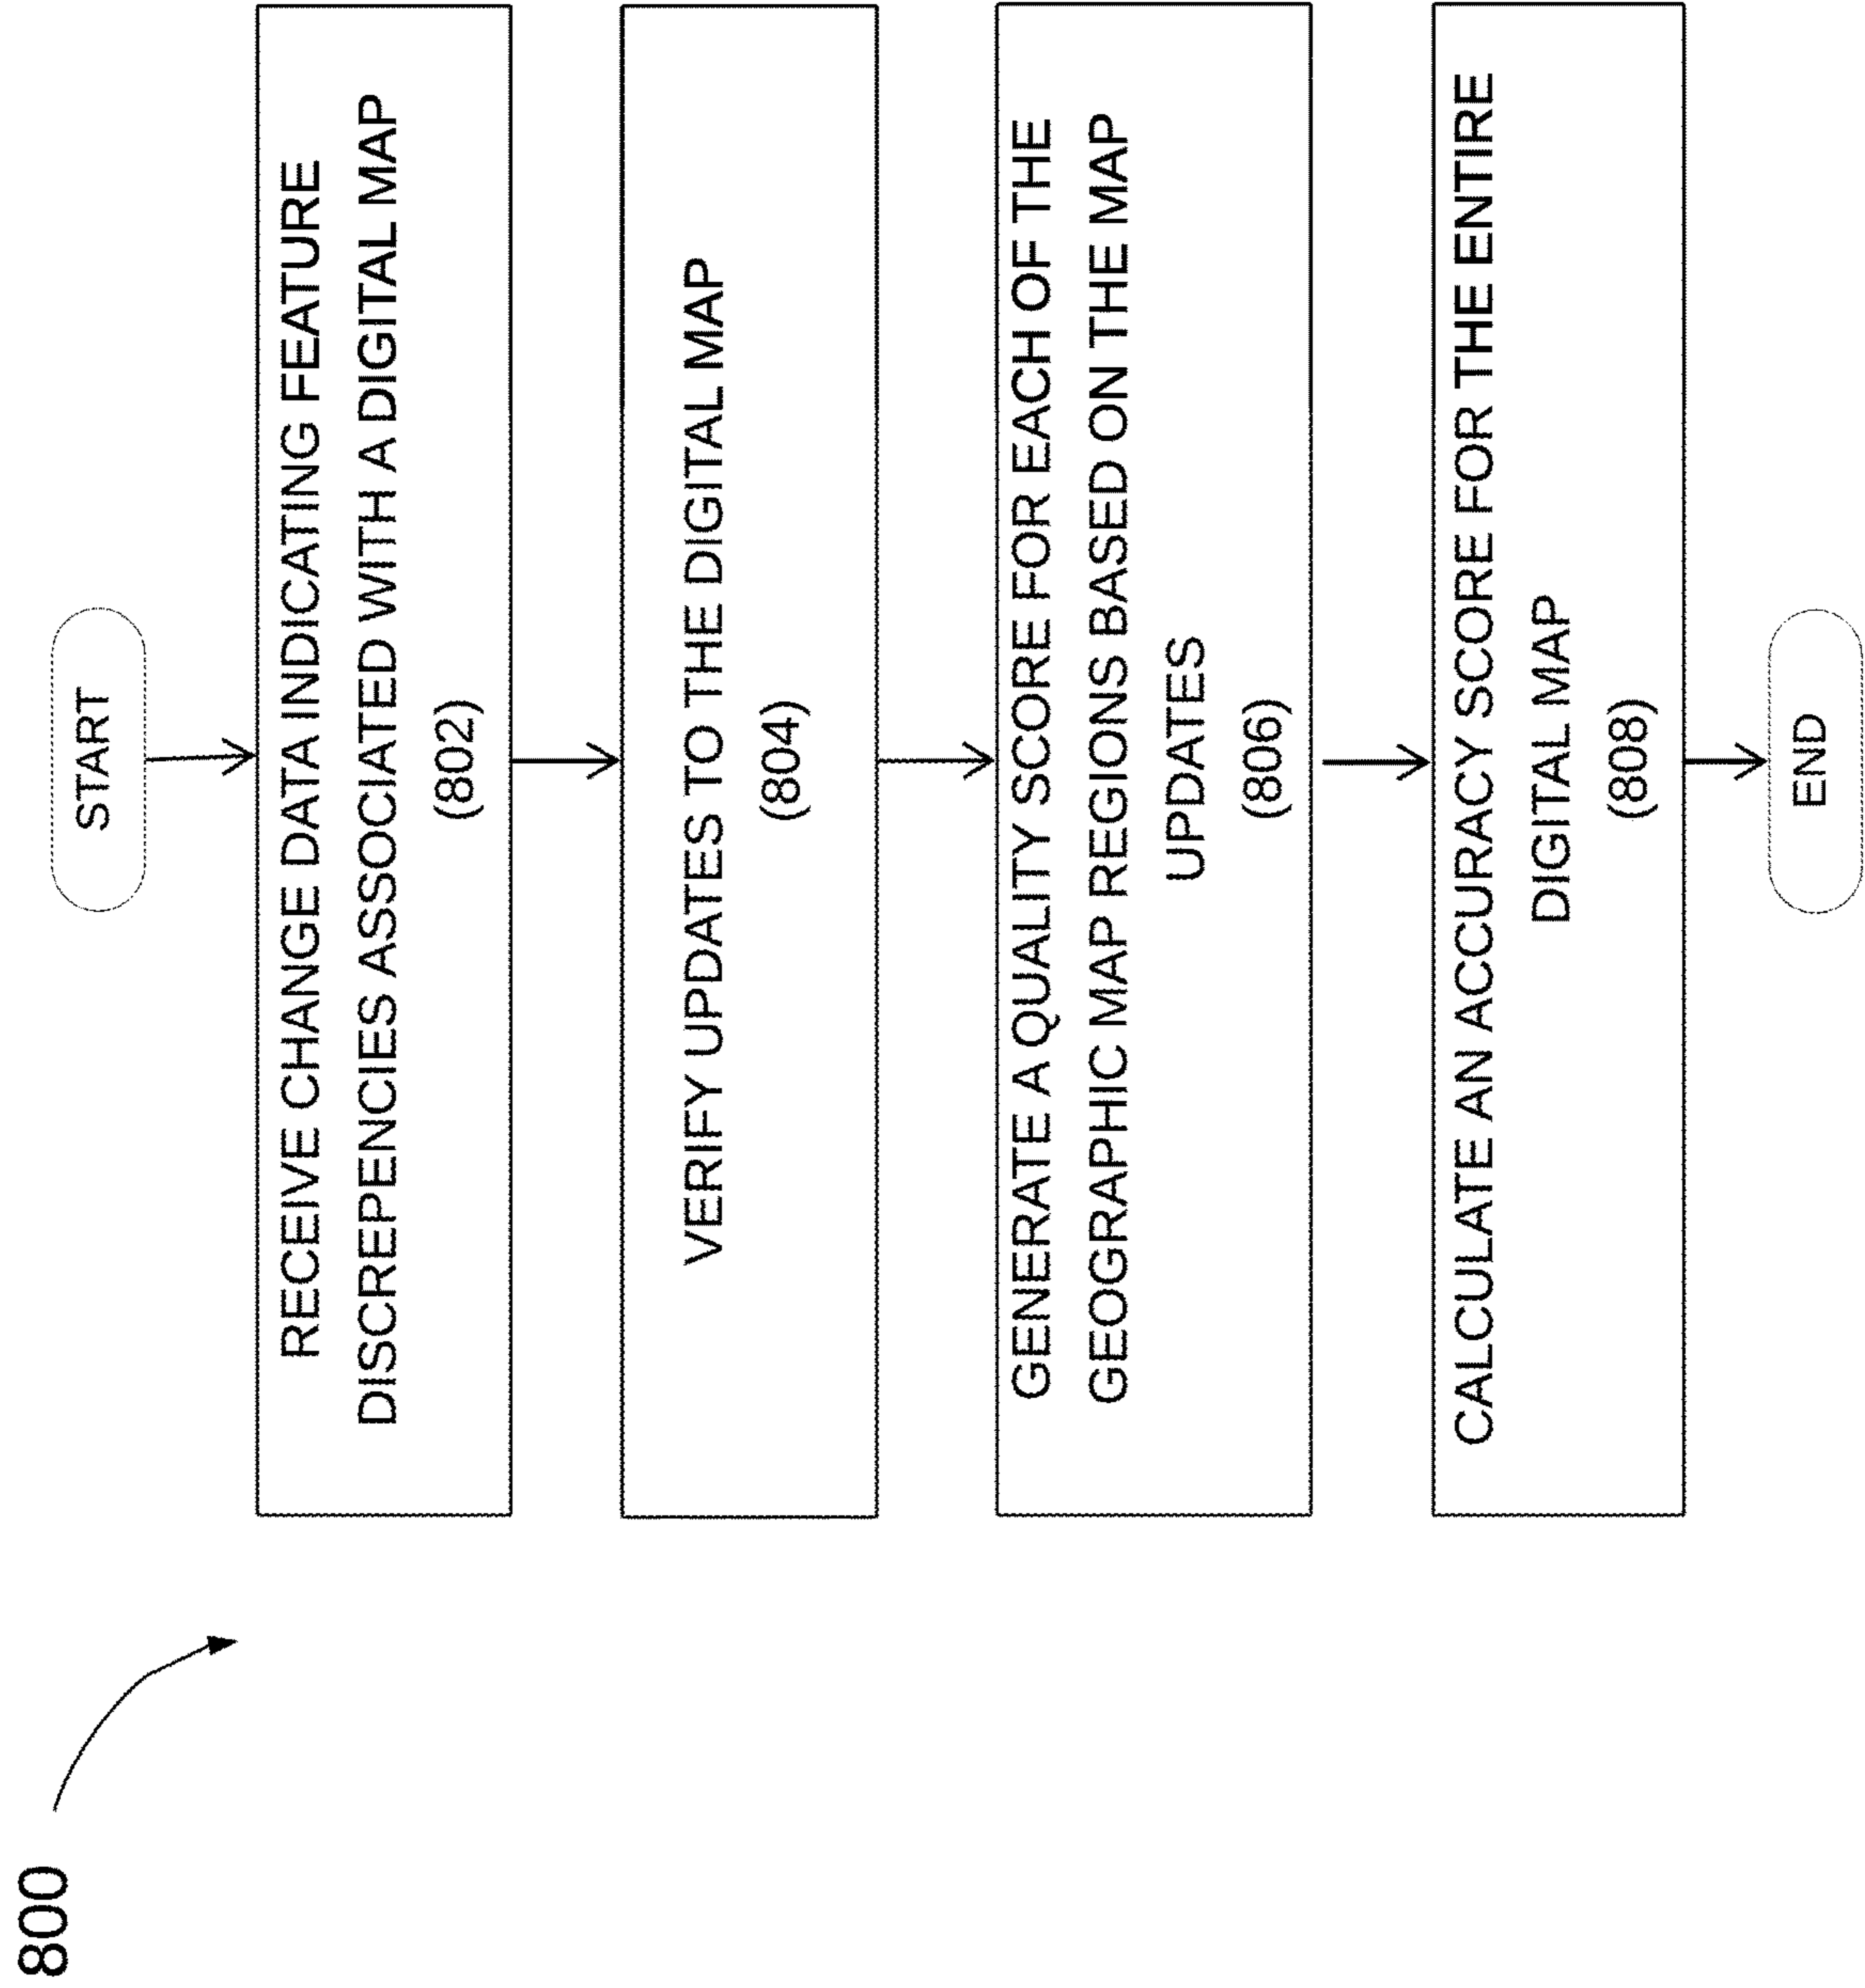 800
START
RECEIVE CHANGE DATA INDICATING FEATURE
DISCREPENCIES ASSOCIATED WITH A DIGITAL MAP
(802)
VERIFY UPDATES TO THE DIGITAL MAP
(804)
GENERATE A QUALITY SCORE FOR EACH OF THE
GEOGRAPHIC MAP REGIONS BASED ON THE MAP
UPDATES
(806)
CALCULATE AN ACCURACY SCORE FOR THE ENTIRE
DIGITAL MAP
(808)
END